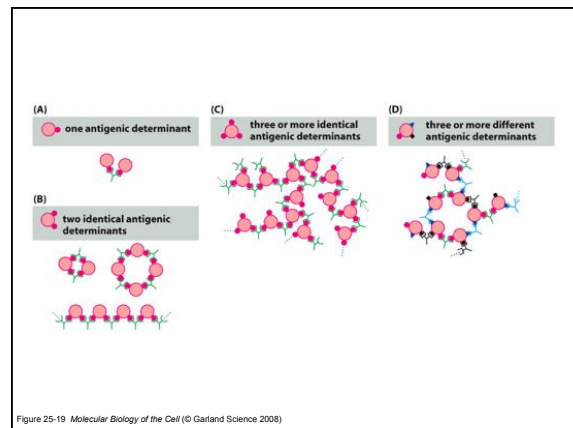 (A)
one antigenic determinant
(B)
two identical antigenic
determinants
(C)
three or more identical
antigenic determinants
(D)
three or more different
antigenic determinants
Figure 25-19 Molecular Biology of the Cell (© Garland Science 2008)